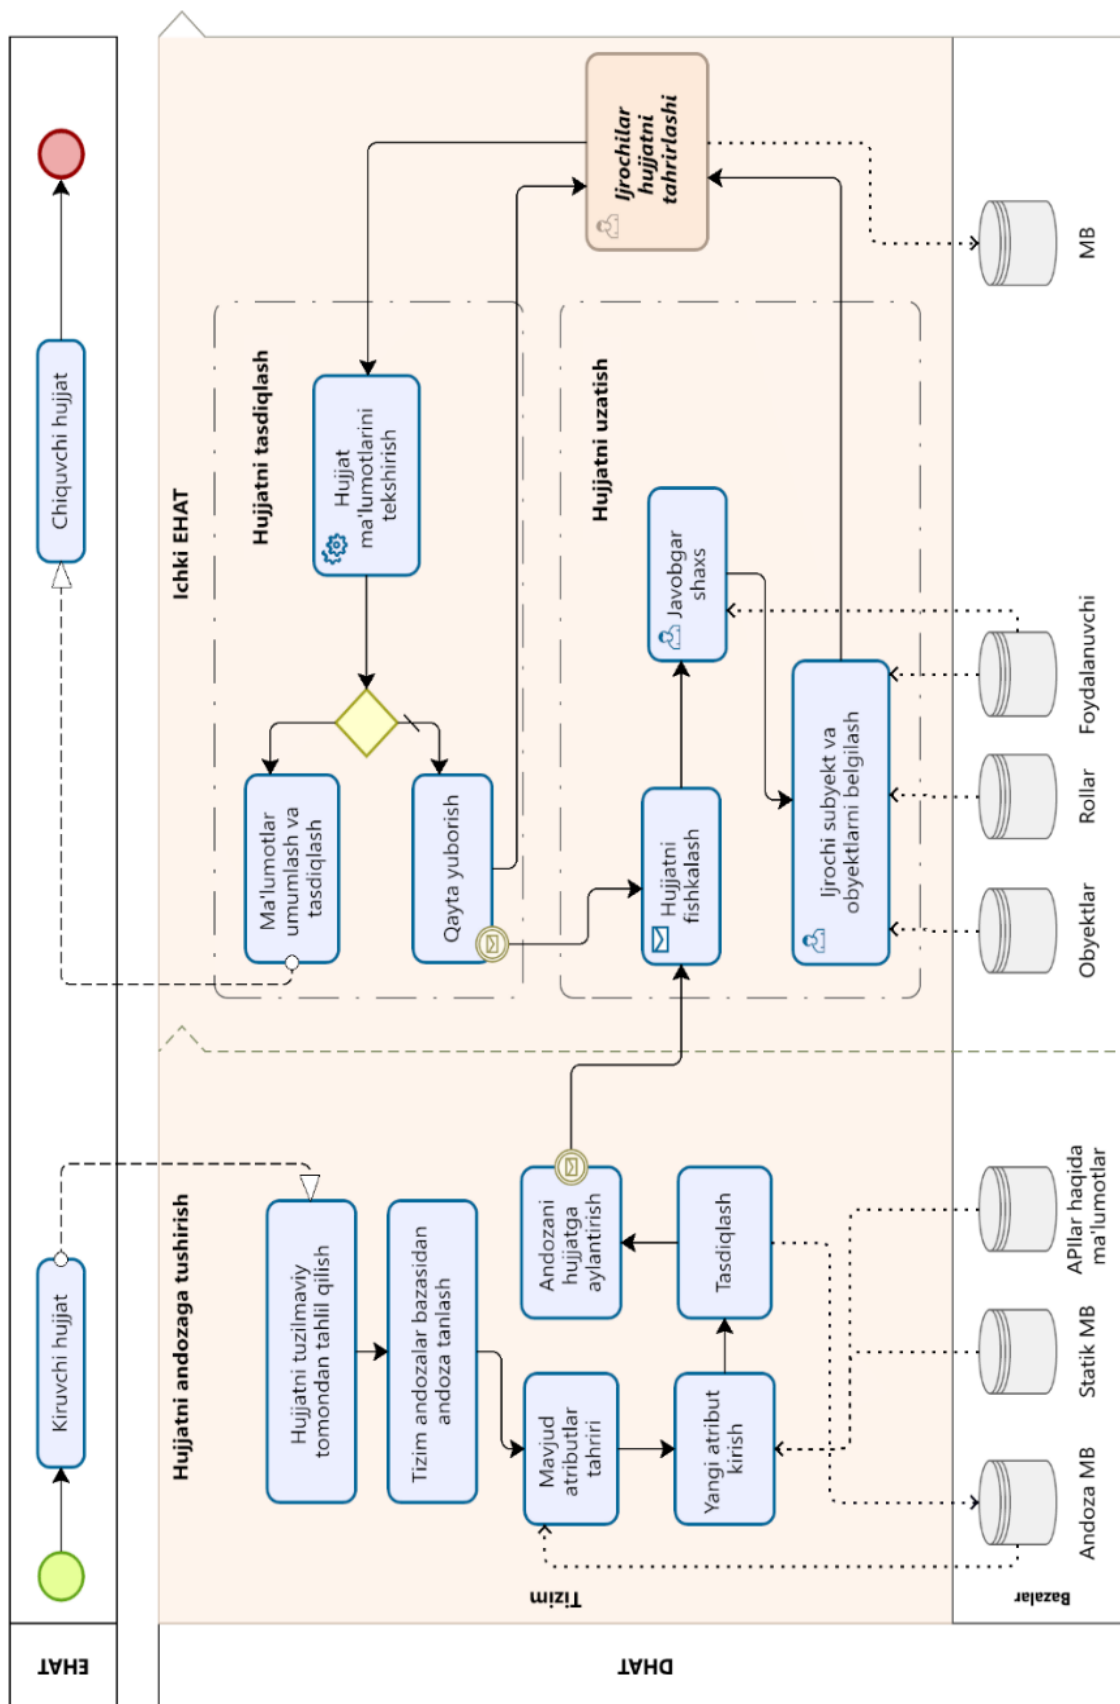 EHAT
Kiruvchi hujjat
Chiquvchi hujjat
DHAT
Tizim
Hujjatni andozaga tushirish
Hujjatni tuzilmaviy
tomondan tahlil qilish
Tizim andozalar bazasidan
andoza tanlash
Mavjud
atributlar
tahriri
Yangi atribut
kirish
Tasdiqlash
Andozani
hujjatga
aylantirish
Ichki EHAT
Hujjatni tasdiqlash
Ma'lumotlar
umumlash va
tasdiqlash
Qayta yuborish
Hujjat
ma'lumotlarini
tekshirish
Hujjatni uzatish
Hujjatni
fishkalash
Javobgar
shaxs
Ijrochi subyekt va
obyektlarni belgilash
Ijrochilar
hujjatni
tahrirlashi
Bazalar
Andoza MB
Statik MB
APIlar haqida
ma'lumotlar
Obyektlar
Rollar
Foydalanuvchi
MB